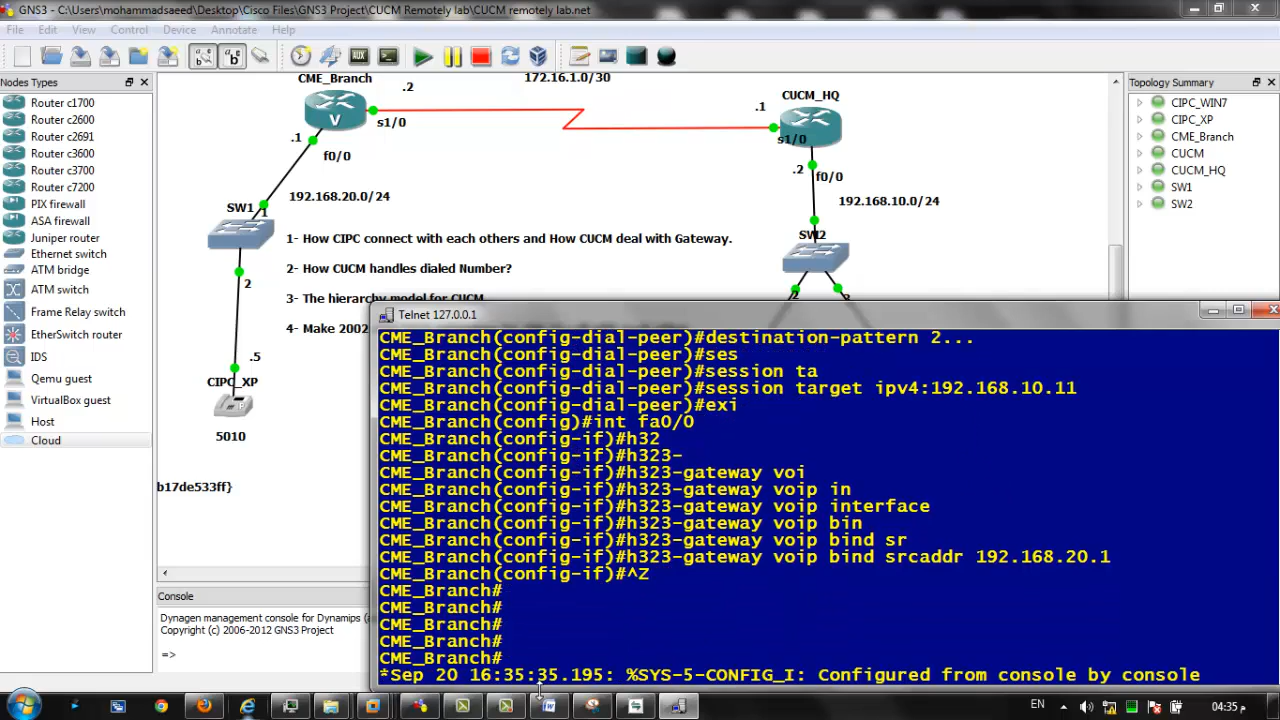 GNS3 - C:\Users\mohammadsaeed\Desktop\Cisco Files\GNS3 Project\CUCM Remotely lab\CUCM remotely lab.net
File Edit View Control Device Annotate Help
Nodes Types
Router c1700
Router c2600
Router c2691
Router c3600
Router c3700
Router c7200
PIX firewall
ASA firewall
Juniper router
Ethernet switch
ATM bridge
ATM switch
Frame Relay switch
EtherSwitch router
IDS
Qemu guest
VirtualBox guest
Host
Cloud
CME_Branch
.2
172.16.1.0/30
CUCM_HQ
.1
s1/0
s1/0
.1
f0/0
.2
f0/0
192.168.20.0/24
192.168.10.0/24
SW1
1
SW2
2
2
3
1- How CIPC connect with each others and How CUCM deal with Gateway.
2- How CUCM handles dialed Number?
3- The hierarchy model for CUCM
4- Make 2002
.5
CIPC_XP
5010
b17de533ff}
Topology Summary
CIPC_WIN7
CIPC_XP
CME_Branch
CUCM
CUCM_HQ
SW1
SW2
Console
Dynagen management console for Dynamips
Copyright (c) 2006-2012 GNS3 Project
=>
Telnet 127.0.0.1
CME_Branch(config-dial-peer)#destination-pattern 2...
CME_Branch(config-dial-peer)#ses
CME_Branch(config-dial-peer)#session ta
CME_Branch(config-dial-peer)#session target ipv4:192.168.10.11
CME_Branch(config-dial-peer)#exi
CME_Branch(config)#int fa0/0
CME_Branch(config-if)#h32
CME_Branch(config-if)#h323-
CME_Branch(config-if)#h323-gateway voi
CME_Branch(config-if)#h323-gateway voip in
CME_Branch(config-if)#h323-gateway voip interface
CME_Branch(config-if)#h323-gateway voip bin
CME_Branch(config-if)#h323-gateway voip bind sr
CME_Branch(config-if)#h323-gateway voip bind srcaddr 192.168.20.1
CME_Branch(config-if)#^Z
CME_Branch#
CME_Branch#
CME_Branch#
CME_Branch#
CME_Branch#
*Sep 20 16:35:35.195: %SYS-5-CONFIG_I: Configured from console by console
EN
04:35 م